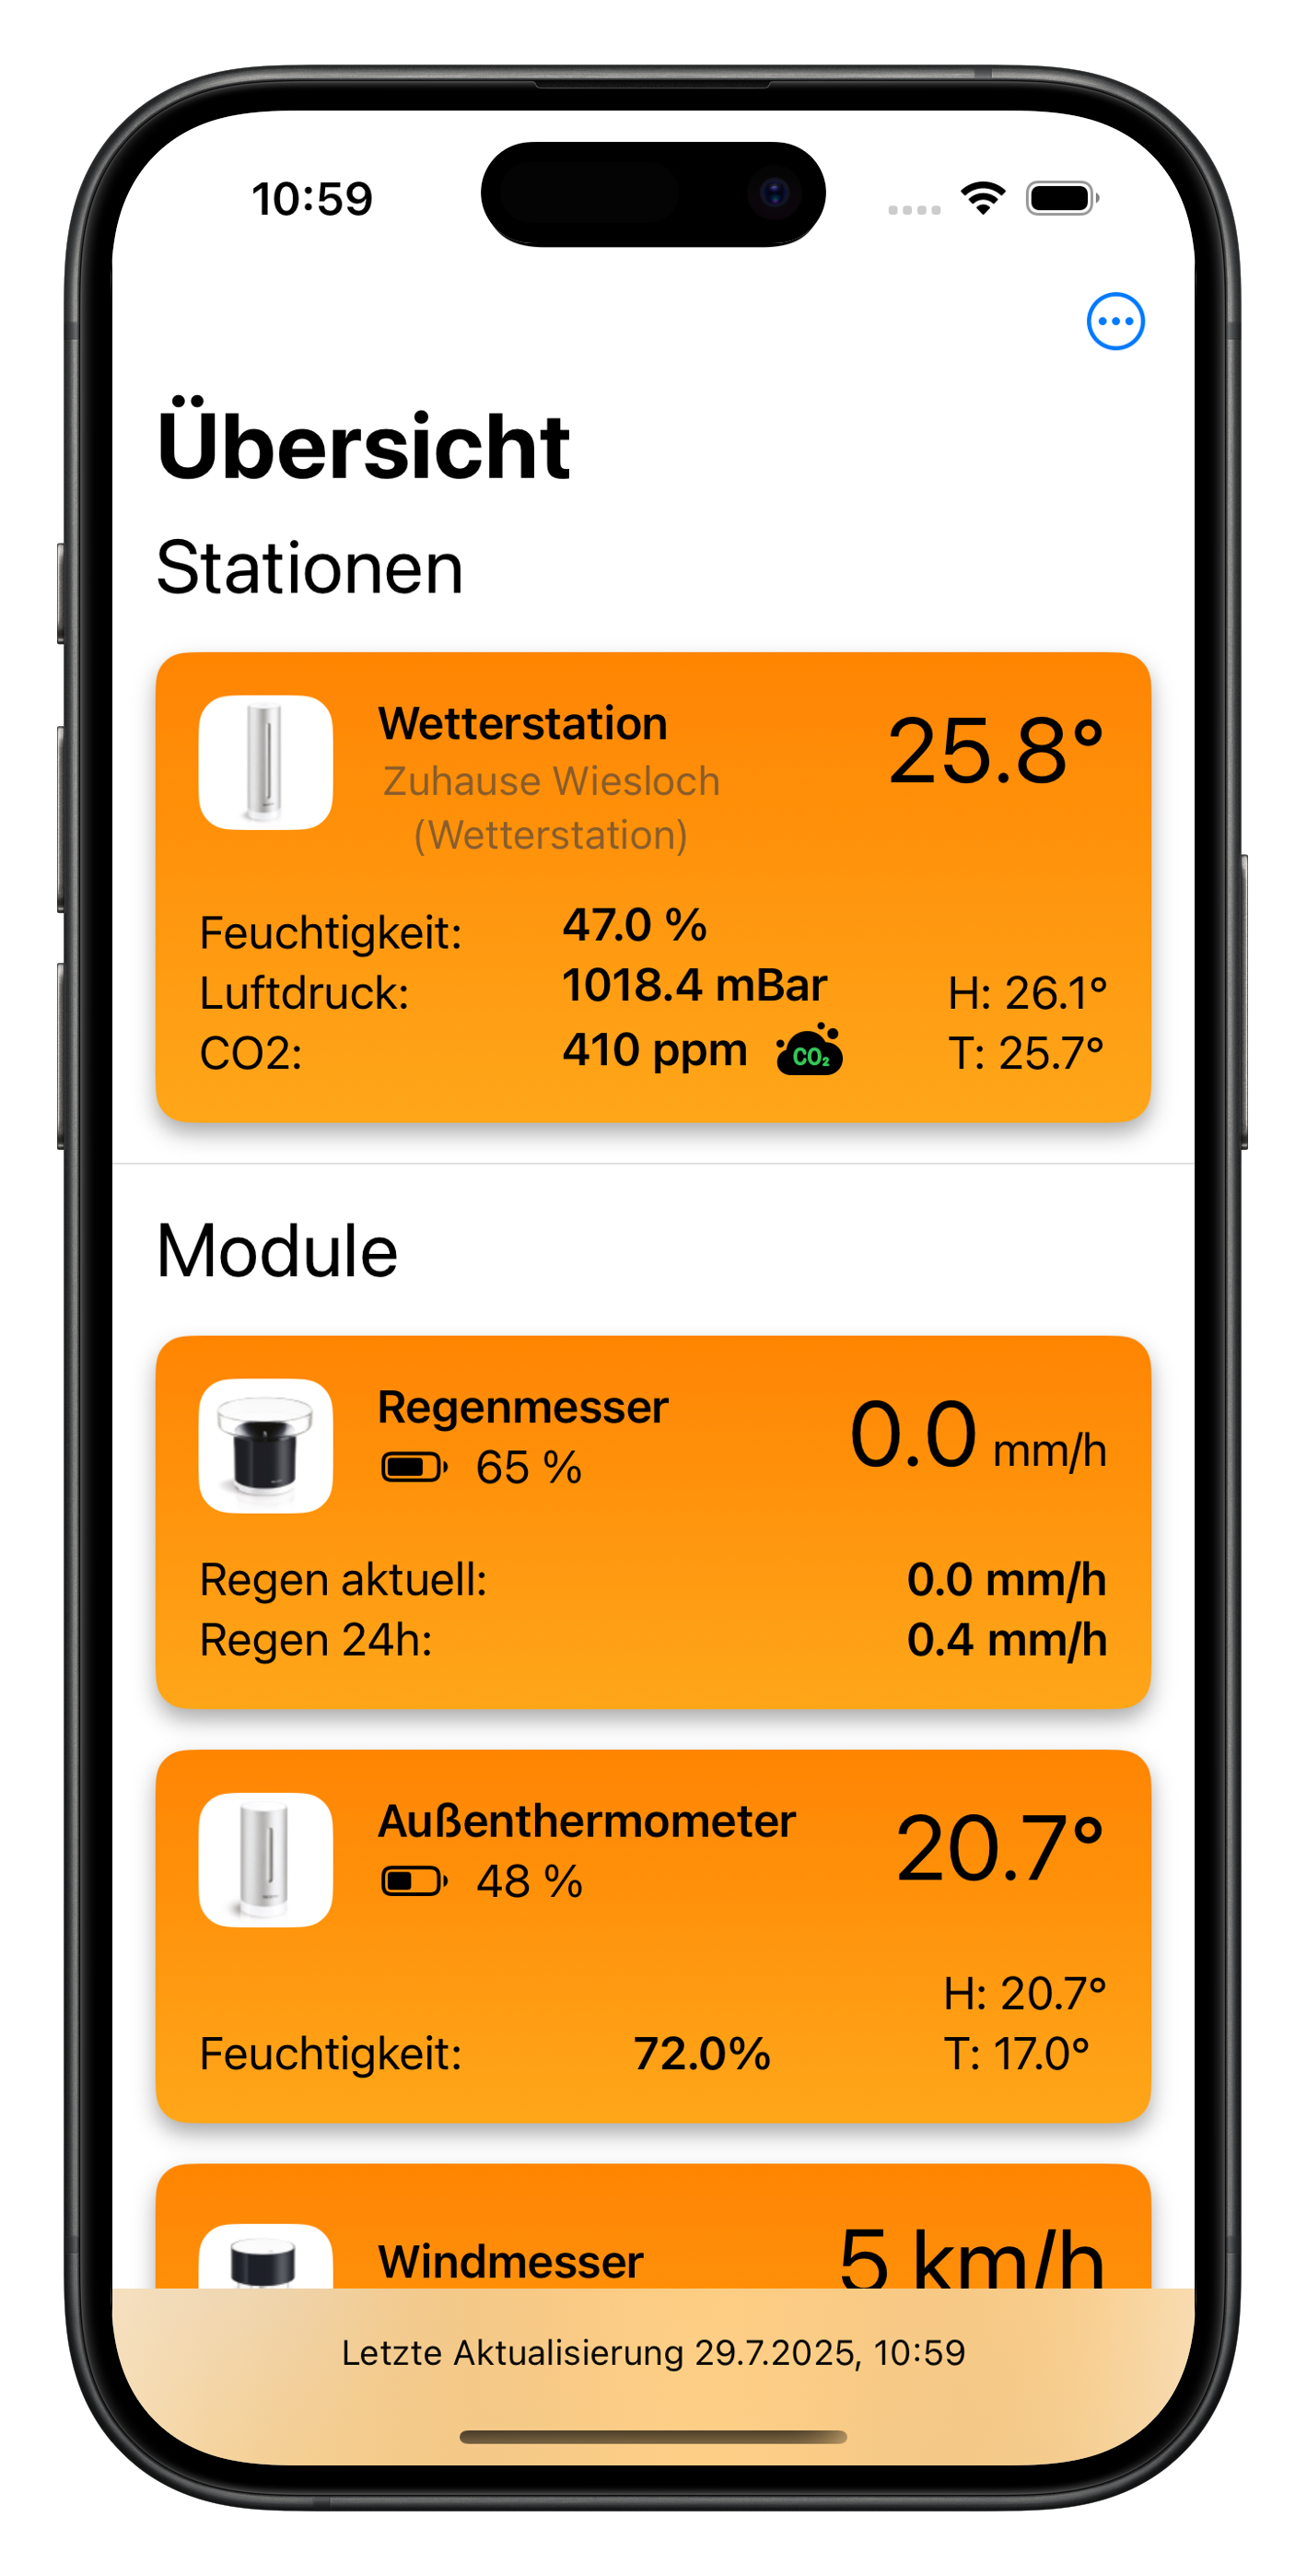 10:59
Übersicht
Stationen
Wetterstation
25.8°
Zuhause Wiesloch
(Wetterstation)
Feuchtigkeit: 47.0 %
Luftdruck: 1018.4 mBar H: 26.1°
CO2: 410 ppm CO₂ T: 25.7°
Module
Regenmesser
65 %
0.0 mm/h
Regen aktuell: 0.0 mm/h
Regen 24h: 0.4 mm/h
Außenthermometer
48 %
20.7°
H: 20.7°
Feuchtigkeit: 72.0% T: 17.0°
Windmesser
5 km/h
Letzte Aktualisierung 29.7.2025, 10:59